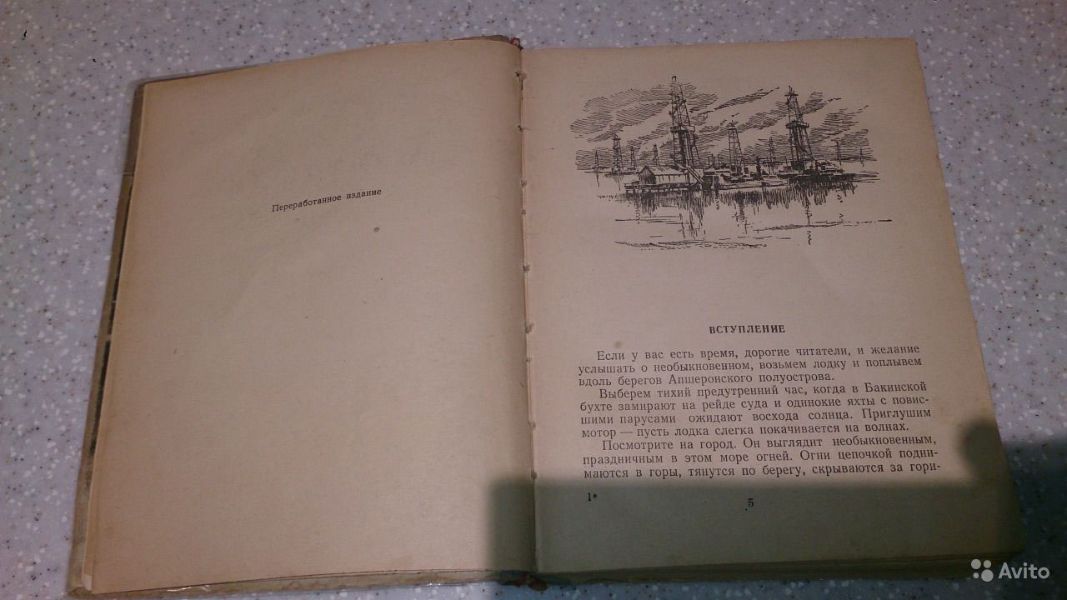 Переработанное издание
ВСТУПЛЕНИЕ
Если у вас есть время, дорогие читатели, и желание
услышать о необыкновенном, возьмем лодку и поплывем
вдоль берегов Апшеронского полуострова.
Выберем тихий предутренний час, когда в Бакинской
бухте замирают на рейде суда и одинокие яхты с повис-
шими парусами ожидают восхода солнца. Приглушим
мотор — пусть лодка слегка покачивается на волнах.
Посмотрите на город. Он выглядит необыкновенным,
праздничным в этом море огней. Огни цепочкой подни-
маются в горы, тянутся по берегу, скрываются за гори-
1*
5
Avito